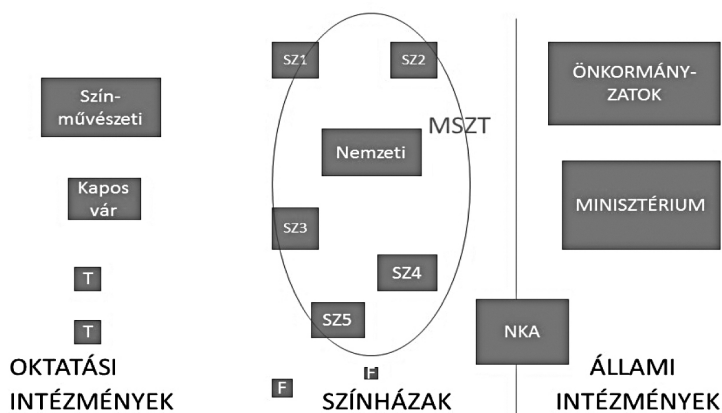 Szín-
művészeti
Kapos
vár
T
T
OKTATÁSI
INTÉZMÉNYEK
SZ1
SZ2
MSZT
Nemzeti
SZ3
SZ4
SZ5
F
F
SZÍNHÁZAK
ÖNKORMÁNY-
ZATOK
MINISZTÉRIUM
NKA
ÁLLAMI
INTÉZMÉNYEK